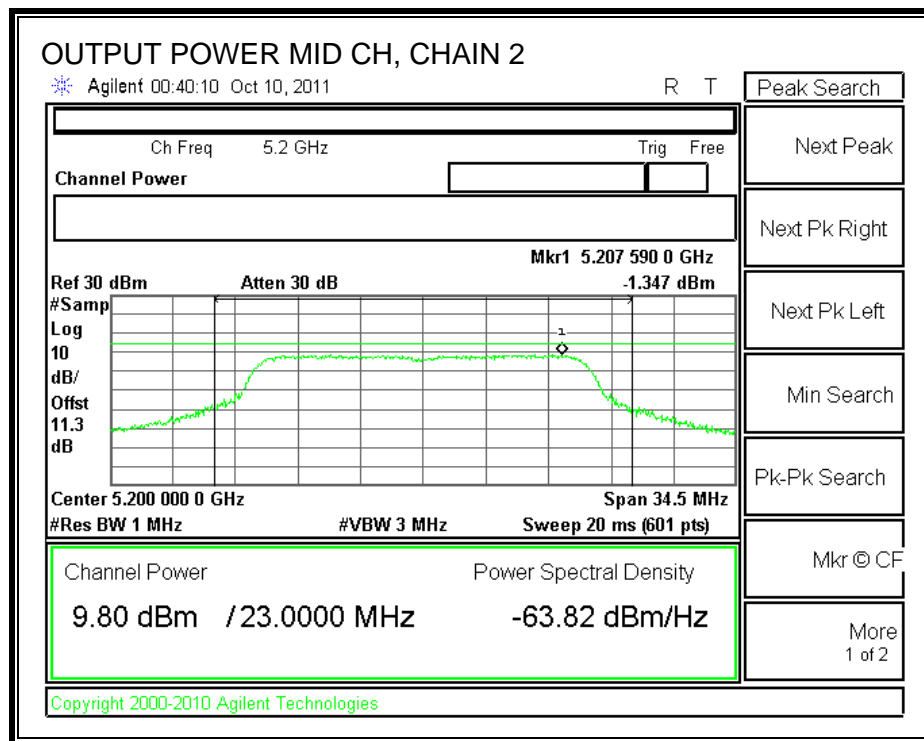 OUTPUT POWER MID CH, CHAIN 2
Agilent 00:40:10 Oct 10, 2011 R T
Peak Search
Ch Freq 5.2 GHz Trig Free
Channel Power
Next Peak
Next Pk Right
Mkr1 5.207 590 0 GHz
Ref 30 dBm Atten 30 dB -1.347 dBm
#Samp
Log
10
dB/
Offst
11.3
dB
1
Next Pk Left
Min Search
Pk-Pk Search
Center 5.200 000 0 GHz Span 34.5 MHz
#Res BW 1 MHz #VBW 3 MHz Sweep 20 ms (601 pts)
Channel Power Power Spectral Density
9.80 dBm / 23.0000 MHz -63.82 dBm/Hz
Mkr © CF
More
1 of 2
Copyright 2000-2010 Agilent Technologies